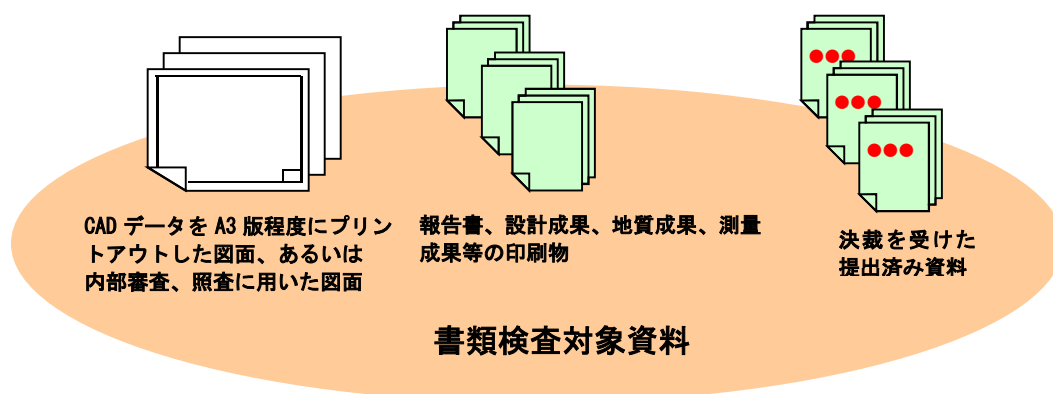 CAD データを A3 版程度にプリン
トアウトした図面、あるいは
内部審査、照査に用いた図面
報告書、設計成果、地質成果、測量
成果等の印刷物
決裁を受けた
提出済み資料
書類検査対象資料